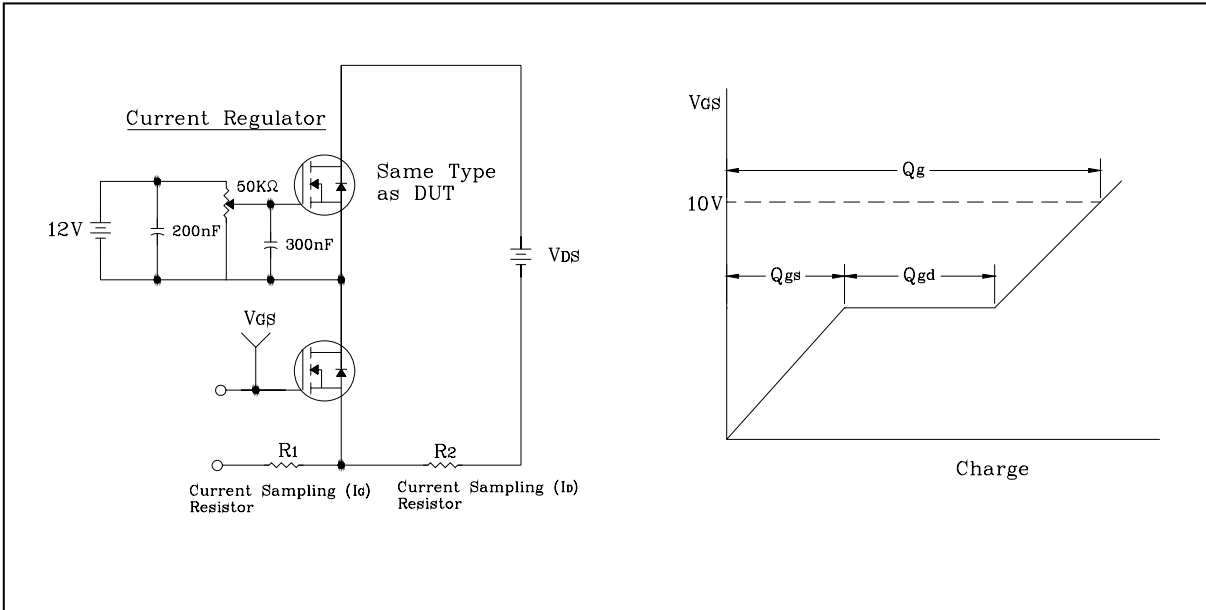 Current Regulator
Same Type
as DUT
50KΩ
12V
200nF
300nF
VDS
VGS
R1
R2
Current Sampling (IG)
Resistor
Current Sampling (ID)
Resistor
VGS
Qg
10V
Qgs
Qgd
Charge